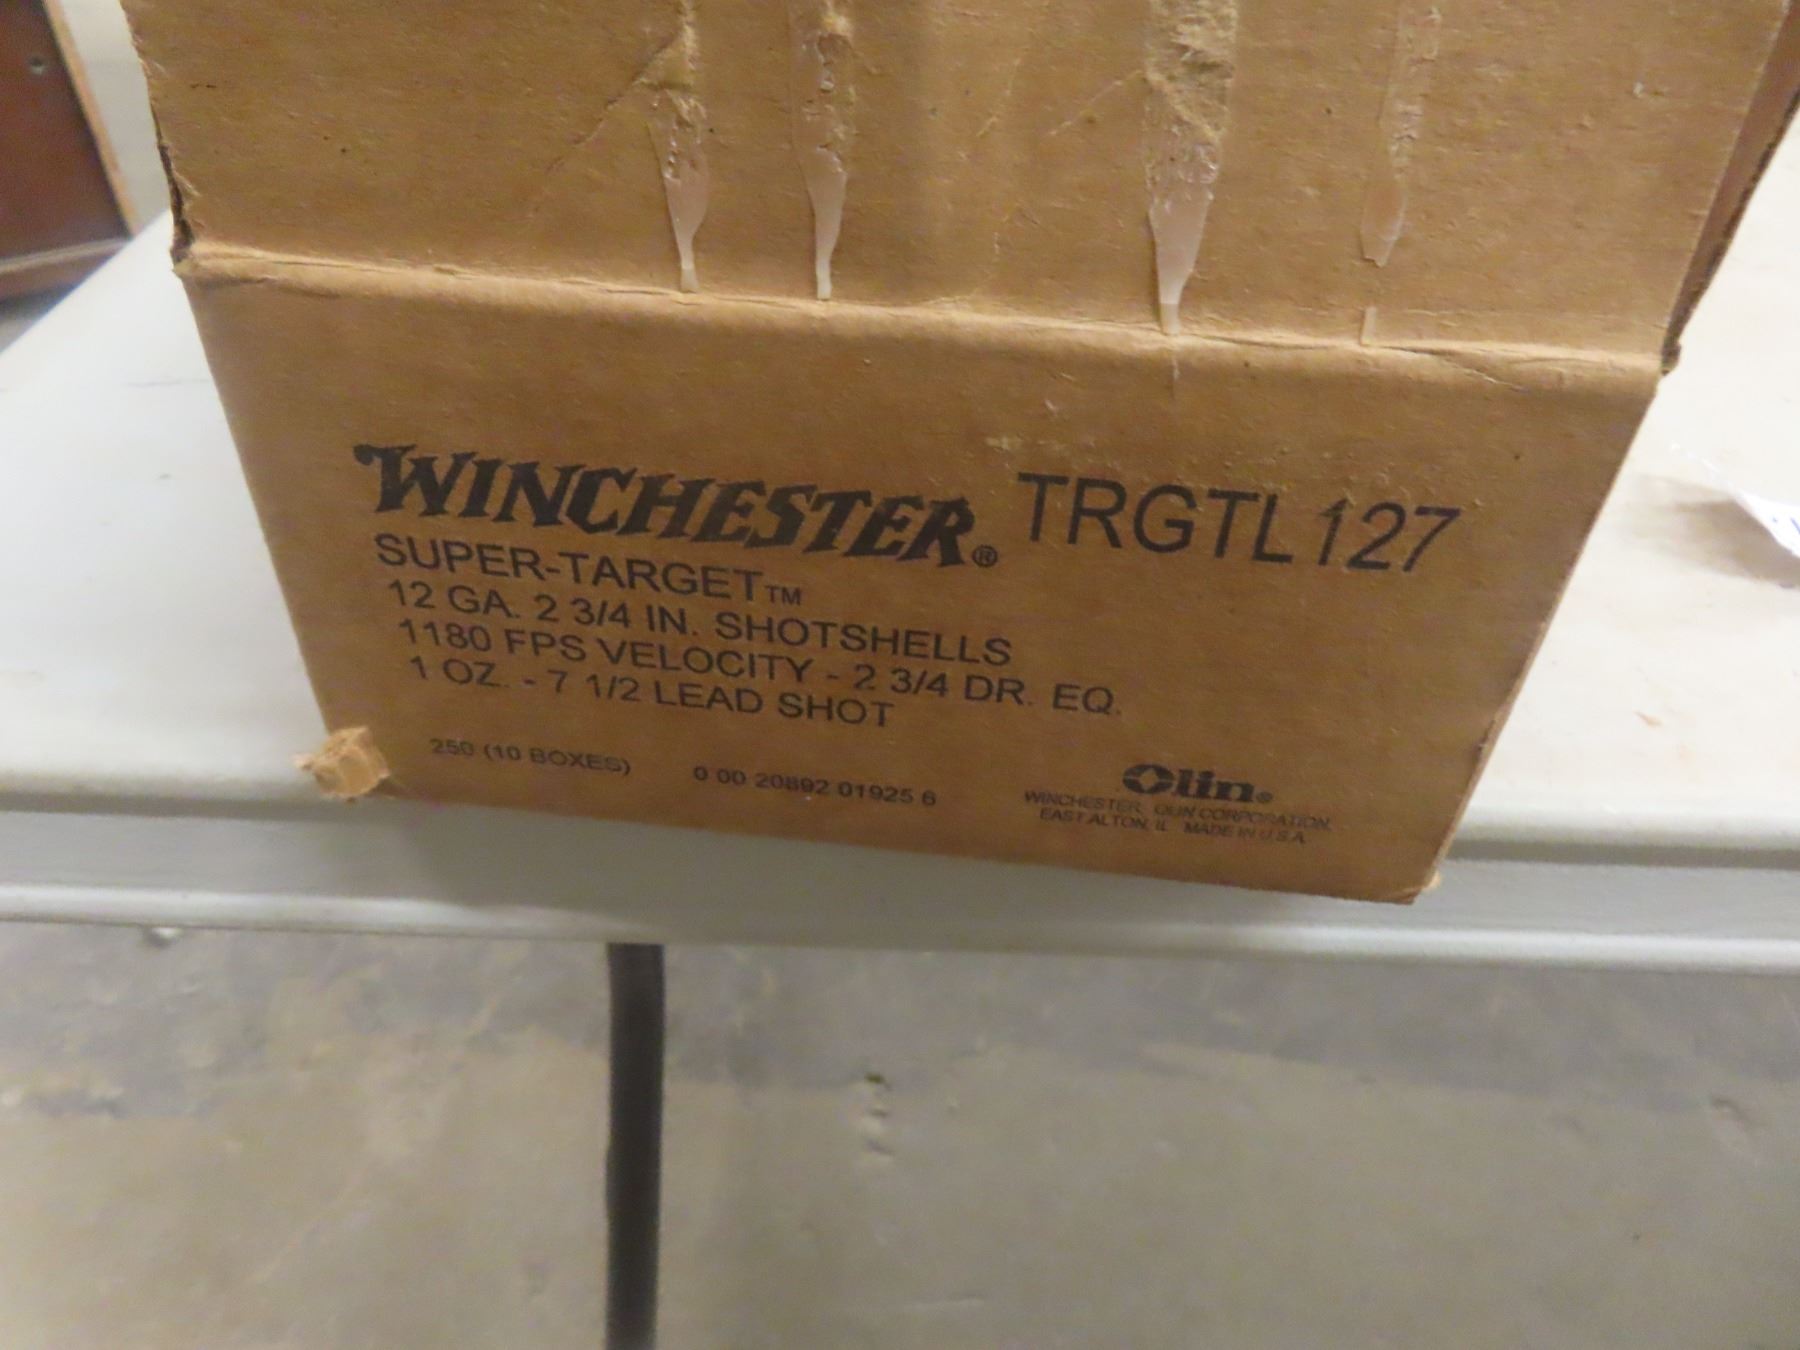 WINCHESTER® TRGTL127
SUPER-TARGET™
12 GA. 2 3/4 IN. SHOTSHELLS
1180 FPS VELOCITY - 2 3/4 DR. EQ.
1 OZ. - 7 1/2 LEAD SHOT
250 (10 BOXES) 0 00 20892 01925 6
Olin®
WINCHESTER, OLIN CORPORATION,
EAST ALTON, IL MADE IN U.S.A.